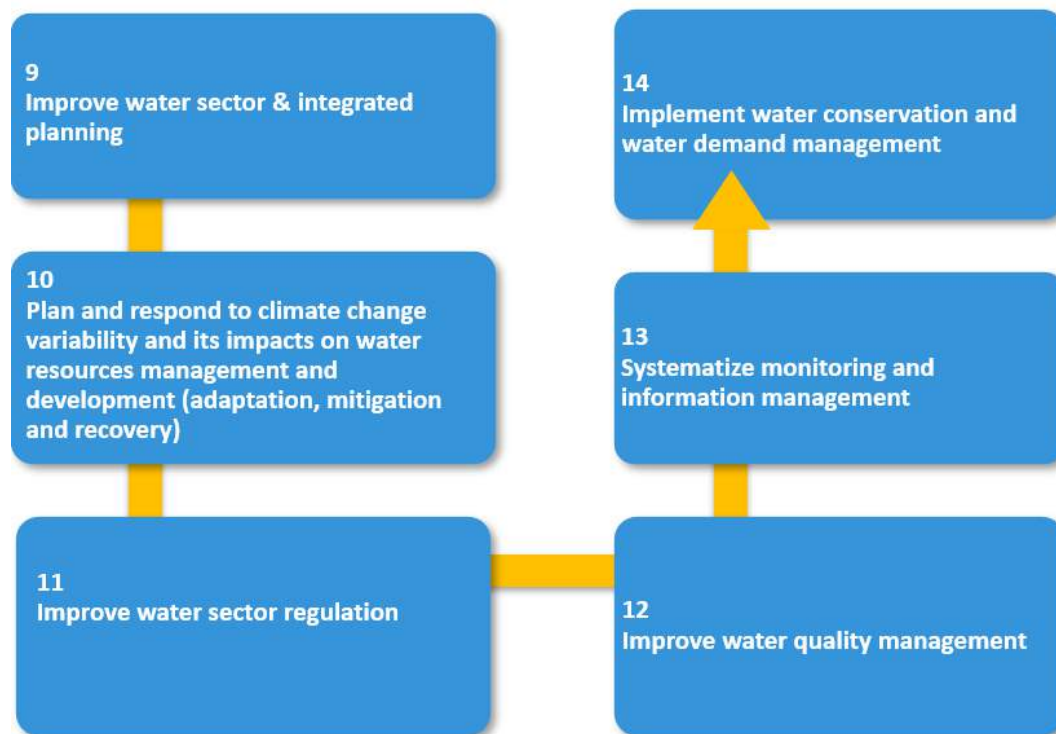 9
Improve water sector & integrated
planning
10
Plan and respond to climate change
variability and its impacts on water
resources management and
development (adaptation, mitigation
and recovery)
11
Improve water sector regulation
12
Improve water quality management
13
Systematize monitoring and
information management
14
Implement water conservation and
water demand management